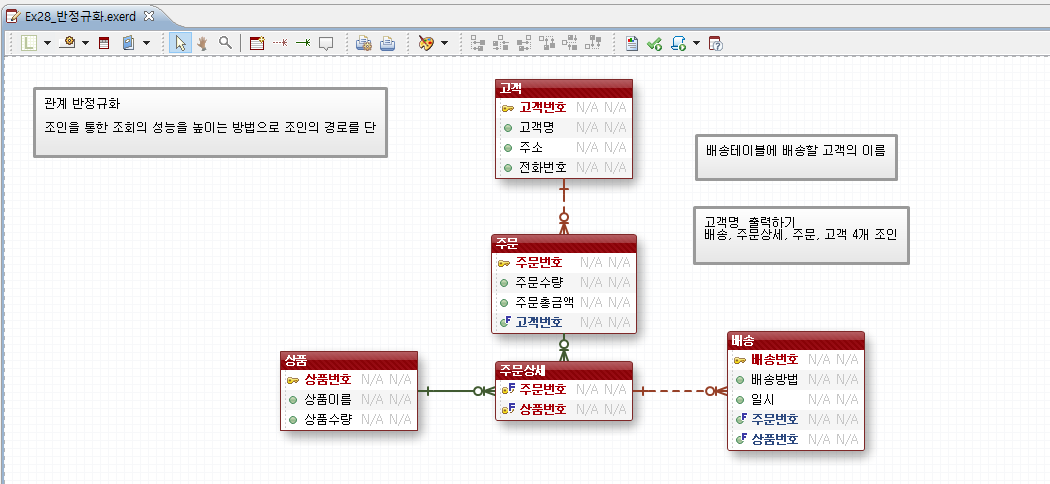 Ex28_반정규화.exerd
L
관계 반정규화
조인을 통한 조회의 성능을 높이는 방법으로 조인의 경로를 단
고객
고객번호 N/A N/A
고객명 N/A N/A
주소 N/A N/A
전화번호 N/A N/A
배송테이블에 배송할 고객의 이름
고객명 출력하기
배송, 주문상세, 주문, 고객 4개 조인
주문
주문번호 N/A N/A
주문수량 N/A N/A
주문총금액 N/A N/A
F 고객번호 N/A N/A
상품
상품번호 N/A N/A
상품이름 N/A N/A
상품수량 N/A N/A
주문상세
F 주문번호 N/A N/A
F 상품번호 N/A N/A
배송
배송번호 N/A N/A
배송방법 N/A N/A
일시 N/A N/A
F 주문번호 N/A N/A
F 상품번호 N/A N/A